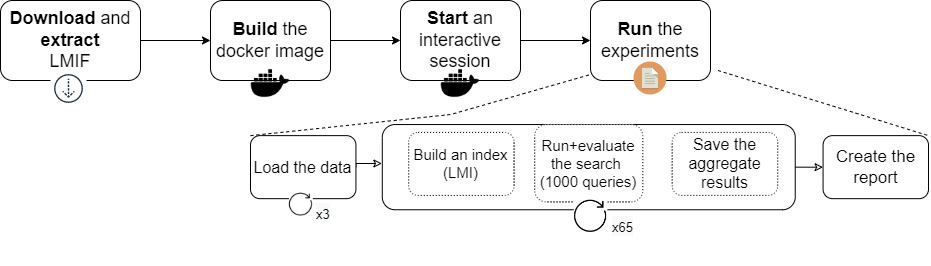 Download and
extract
LMIF
Build the
docker image
Start an
interactive
session
Run the
experiments
Load the data
x3
Build an index
(LMI)
Run+evaluate
the search
(1000 queries)
Save the
aggregate
results
x65
Create the
report